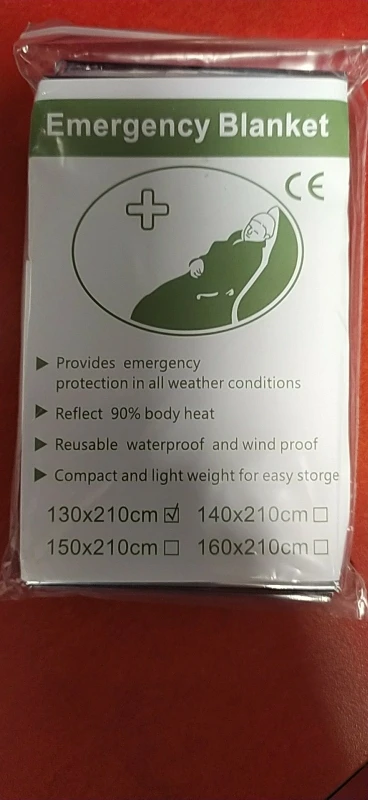 Emergency Blanket
CE
Provides emergency
protection in all weather conditions
Reflect 90% body heat
Reusable waterproof and wind proof
Compact and light weight for easy storge
130x210cm ☑ 140x210cm ☐
150x210cm ☐ 160x210cm ☐